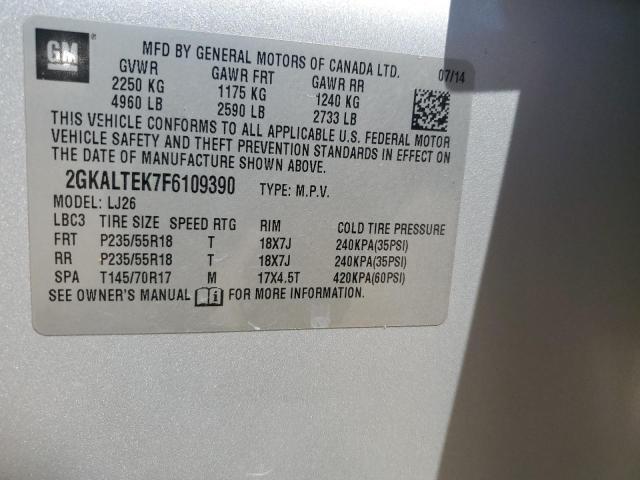 GM
MFD BY GENERAL MOTORS OF CANADA LTD. 07/14
GVWR GAWR FRT GAWR RR
2250 KG 1175 KG 1240 KG
4960 LB 2590 LB 2733 LB
THIS VEHICLE CONFORMS TO ALL APPLICABLE U.S. FEDERAL MOTOR
VEHICLE SAFETY AND THEFT PREVENTION STANDARDS IN EFFECT ON
THE DATE OF MANUFACTURE SHOWN ABOVE.
2GKALTEK7F6109390 TYPE: M.P.V.
MODEL: LJ26
LBC3 TIRE SIZE SPEED RTG RIM COLD TIRE PRESSURE
FRT P235/55R18 T 18X7J 240KPA(35PSI)
RR P235/55R18 T 18X7J 240KPA(35PSI)
SPA T145/70R17 M 17X4.5T 420KPA(60PSI)
SEE OWNER'S MANUAL FOR MORE INFORMATION.